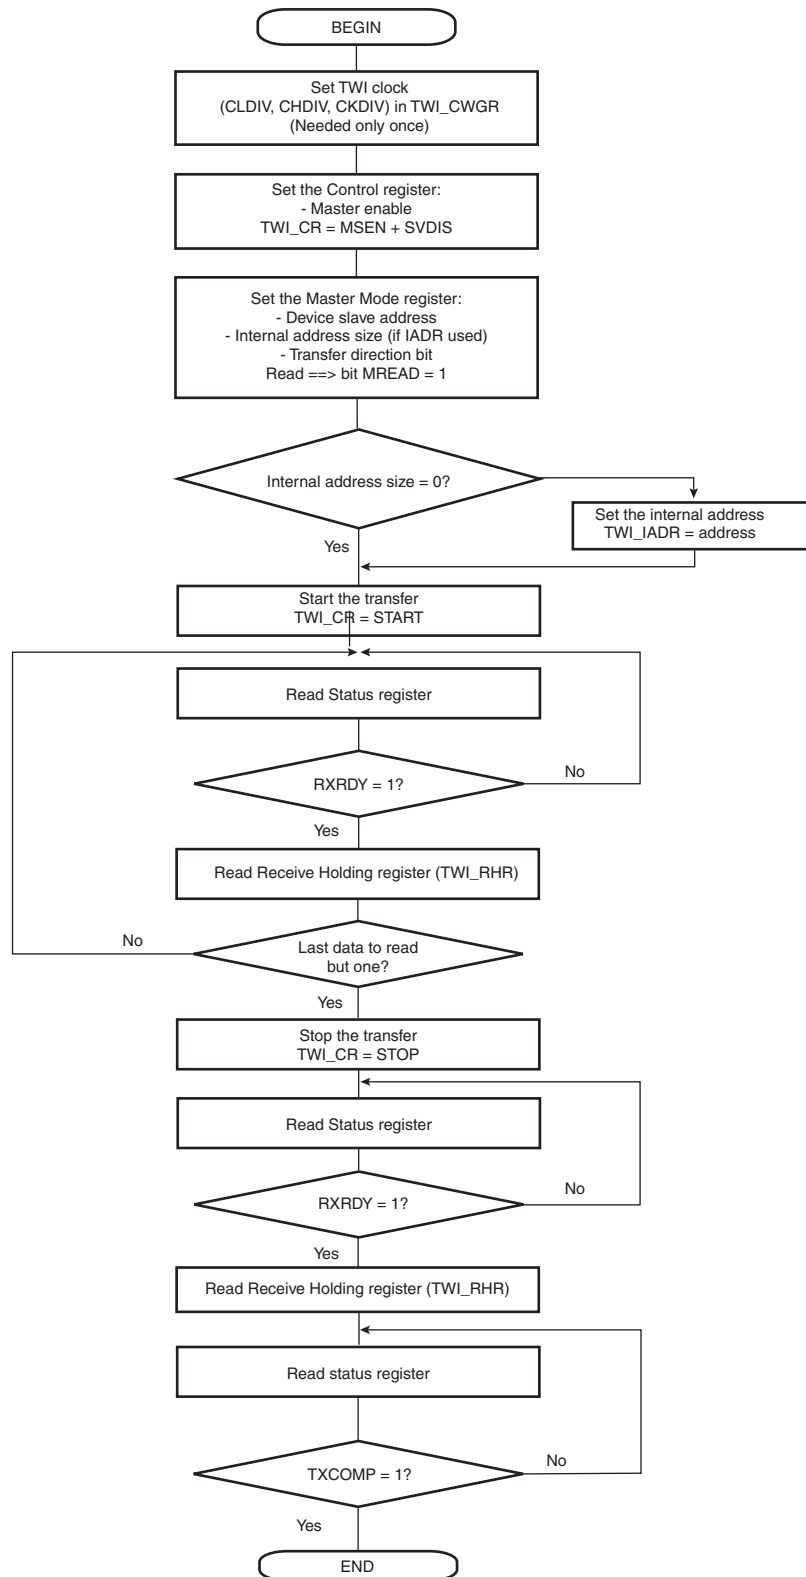 BEGIN
Set TWI clock
(CLDIV, CHDIV, CKDIV) in TWI_CWGR
(Needed only once)
Set the Control register:
- Master enable
TWI_CR = MSEN + SVDIS
Set the Master Mode register:
- Device slave address
- Internal address size (if IADR used)
- Transfer direction bit
Read ==> bit MREAD = 1
Internal address size = 0?
Set the internal address
TWI_IADR = address
Yes
Start the transfer
TWI_CR = START
Read Status register
RXRDY = 1?
No
Yes
Read Receive Holding register (TWI_RHR)
No
Last data to read
but one?
Yes
Stop the transfer
TWI_CR = STOP
Read Status register
RXRDY = 1?
No
Yes
Read Receive Holding register (TWI_RHR)
Read status register
TXCOMP = 1?
No
Yes
END